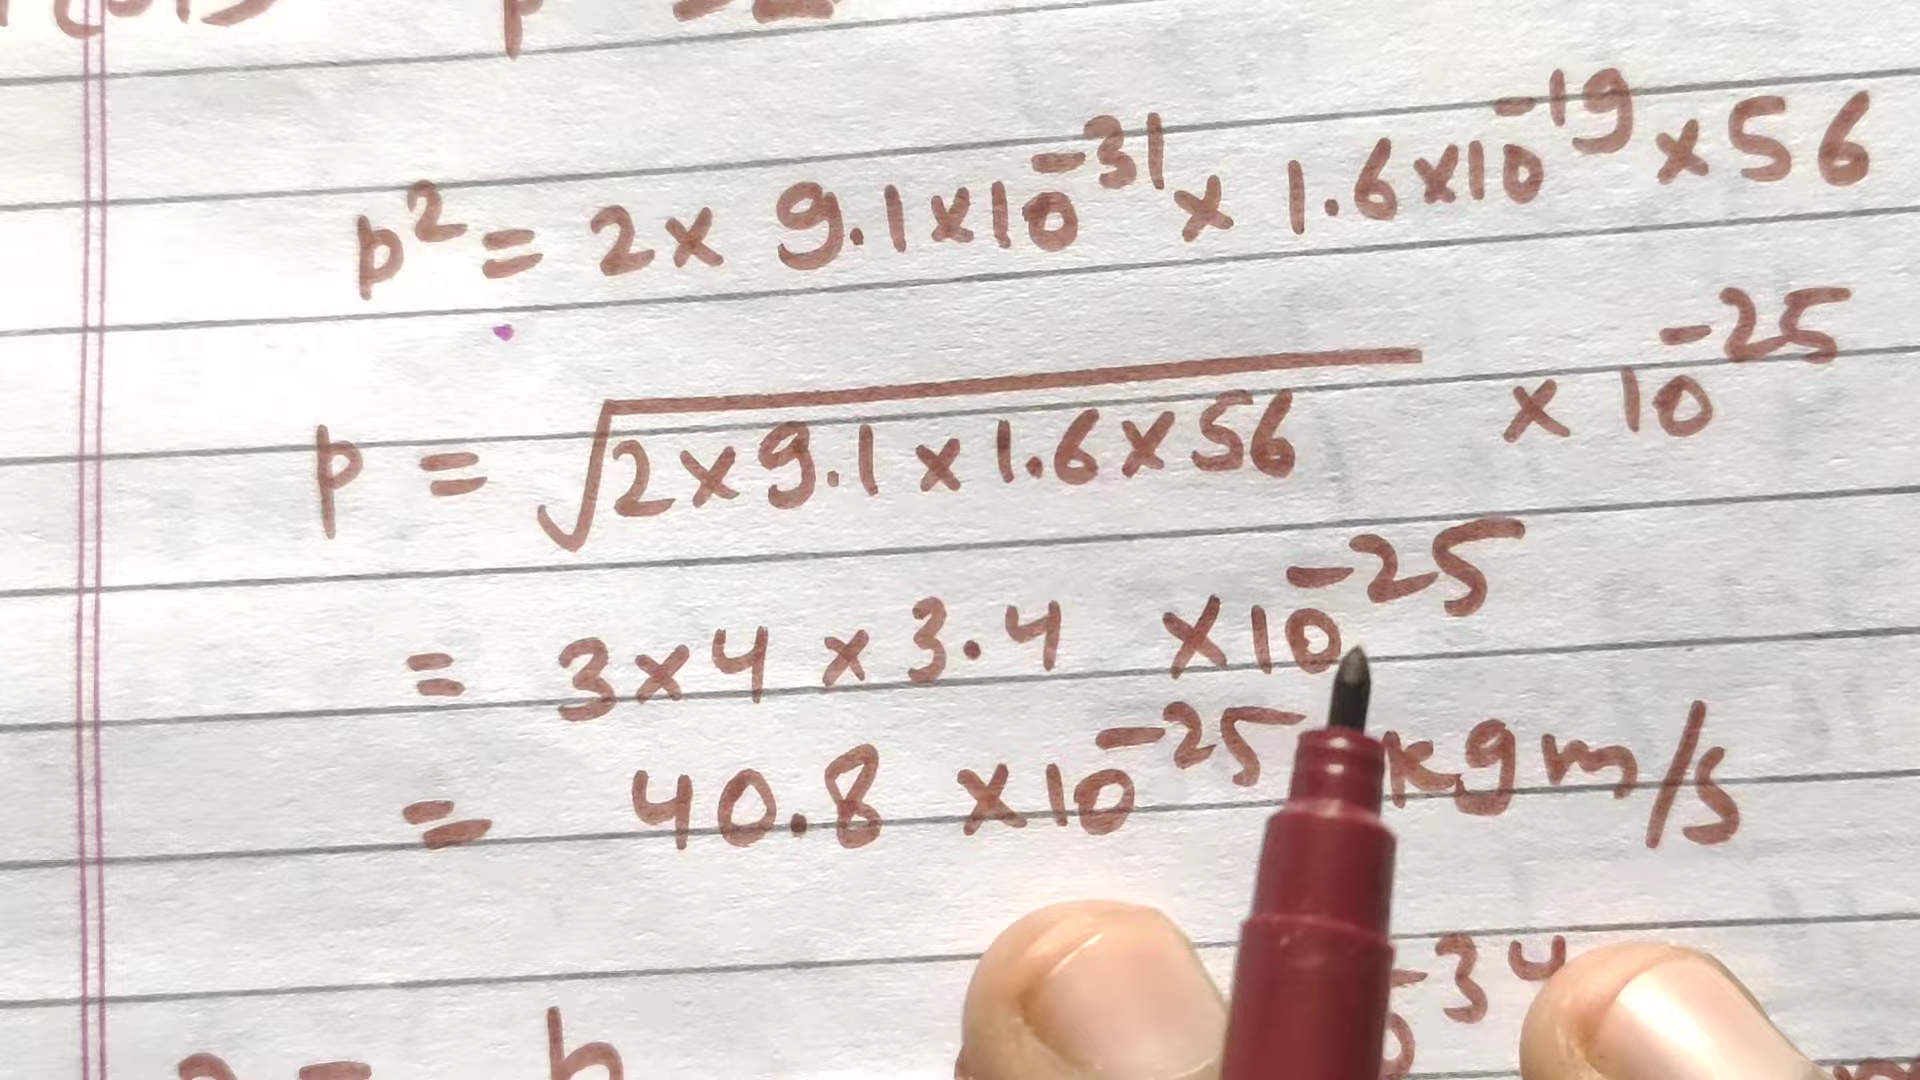 p² = 2 x 9.1 x 10⁻³¹ x 1.6 x 10⁻¹⁹ x 56
p = √2 x 9.1 x 1.6 x 56 x 10⁻²⁵
= 3 x 4 x 3.4 x 10⁻²⁵
= 40.8 x 10⁻²⁵ kg m/s